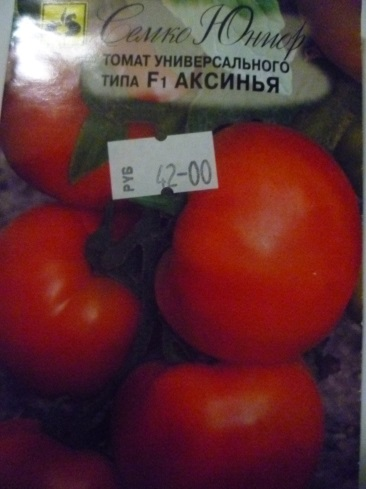 Семко Юниор
ТОМАТ УНИВЕРСАЛЬНОГО
ТИПА F1 АКСИНЬЯ
РУБ 42-00